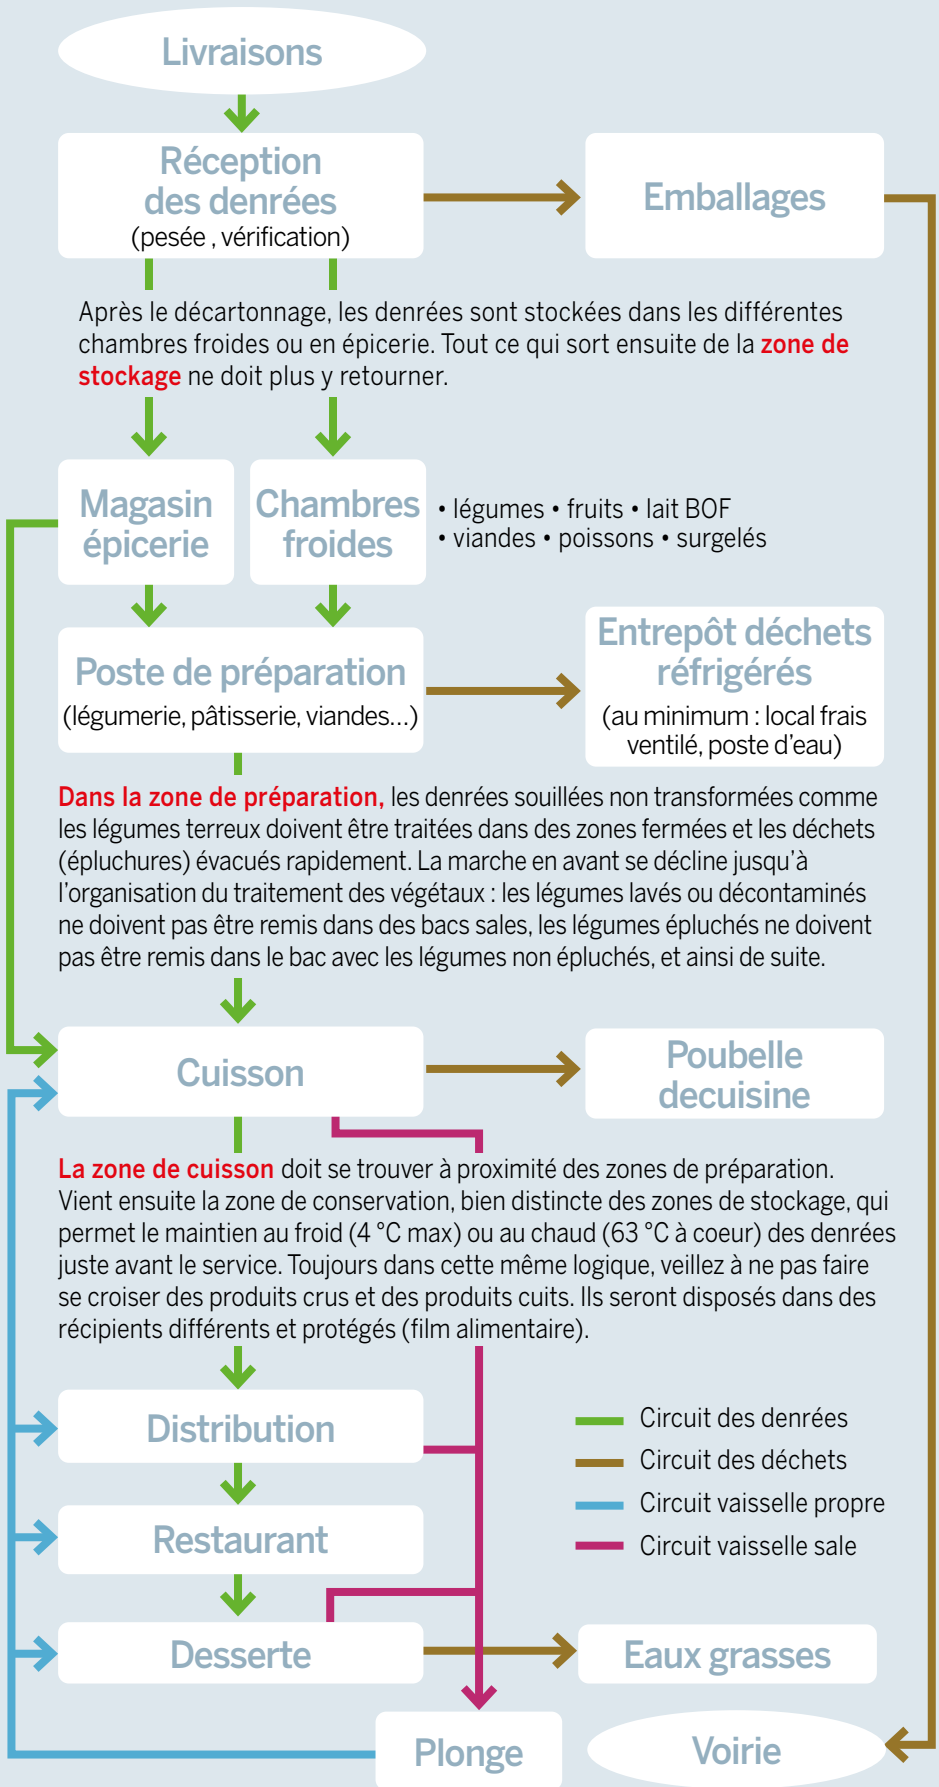 Livraisons
Réception
des denrées
(pesée , vérification)
Emballages
Après le décartonnage, les denrées sont stockées dans les différentes
chambres froides ou en épicerie. Tout ce qui sort ensuite de la zone de
stockage ne doit plus y retourner.
Magasin
épicerie
Chambres
froides
• légumes • fruits • lait BOF
• viandes • poissons • surgelés
Poste de préparation
(légumerie, pâtisserie, viandes...)
Entrepôt déchets
réfrigérés
(au minimum : local frais
ventilé, poste d'eau)
Dans la zone de préparation, les denrées souillées non transformées comme
les légumes terreux doivent être traitées dans des zones fermées et les déchets
(épluchures) évacués rapidement. La marche en avant se décline jusqu'à
l'organisation du traitement des végétaux : les légumes lavés ou décontaminés
ne doivent pas être remis dans des bacs sales, les légumes épluchés ne doivent
pas être remis dans le bac avec les légumes non épluchés, et ainsi de suite.
Cuisson
Poubelle
decuisine
La zone de cuisson doit se trouver à proximité des zones de préparation.
Vient ensuite la zone de conservation, bien distincte des zones de stockage, qui
permet le maintien au froid (4 °C max) ou au chaud (63 °C à coeur) des denrées
juste avant le service. Toujours dans cette même logique, veillez à ne pas faire
se croiser des produits crus et des produits cuits. Ils seront disposés dans des
récipients différents et protégés (film alimentaire).
Distribution
Restaurant
Desserte
Circuit des denrées
Circuit des déchets
Circuit vaisselle propre
Circuit vaisselle sale
Eaux grasses
Plonge
Voirie